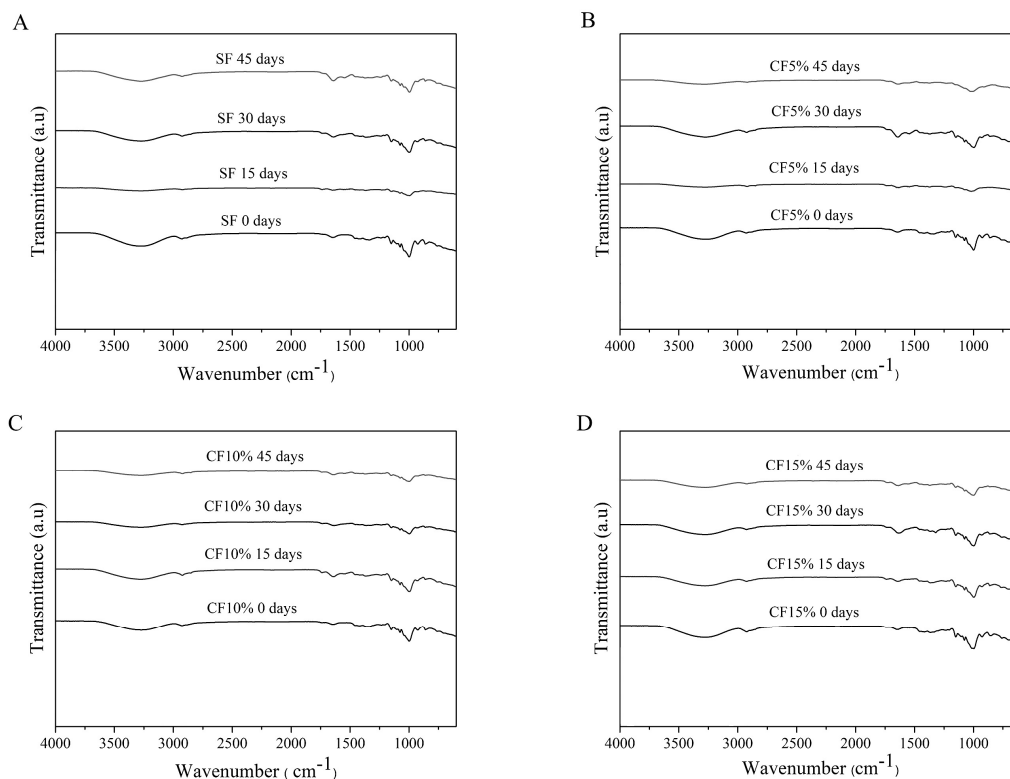 A
SF 45 days
SF 30 days
SF 15 days
SF 0 days
Transmittance (a.u)
4000 3500 3000 2500 2000 1500 1000
Wavenumber (cm-1)
B
CF5% 45 days
CF5% 30 days
CF5% 15 days
CF5% 0 days
Transmittance (a.u)
4000 3500 3000 2500 2000 1500 1000
Wavenumber (cm-1)
C
CF10% 45 days
CF10% 30 days
CF10% 15 days
CF10% 0 days
Transmittance (a.u)
4000 3500 3000 2500 2000 1500 1000
Wavenumber ( cm-1)
D
CF15% 45 days
CF15% 30 days
CF15% 15 days
CF15% 0 days
Transmittance (a.u)
4000 3500 3000 2500 2000 1500 1000
Wavenumber (cm-1)